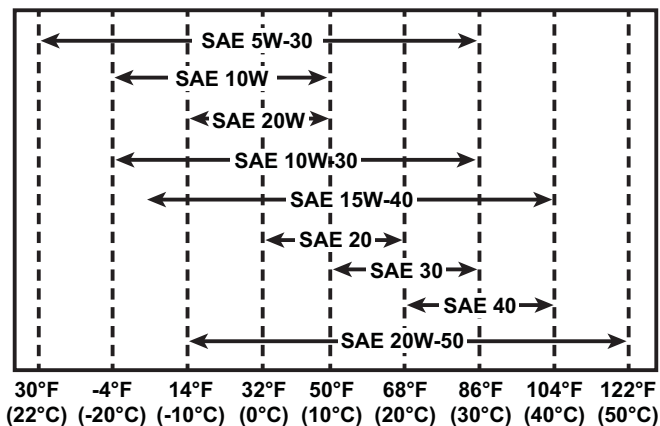 SAE 5W-30
SAE 10W
SAE 20W
SAE 10W-30
SAE 15W-40
SAE 20
SAE 30
SAE 40
SAE 20W-50
30°F -4°F 14°F 32°F 50°F 68°F 86°F 104°F 122°F
(22°C) (-20°C) (-10°C) (0°C) (10°C) (20°C) (30°C) (40°C) (50°C)